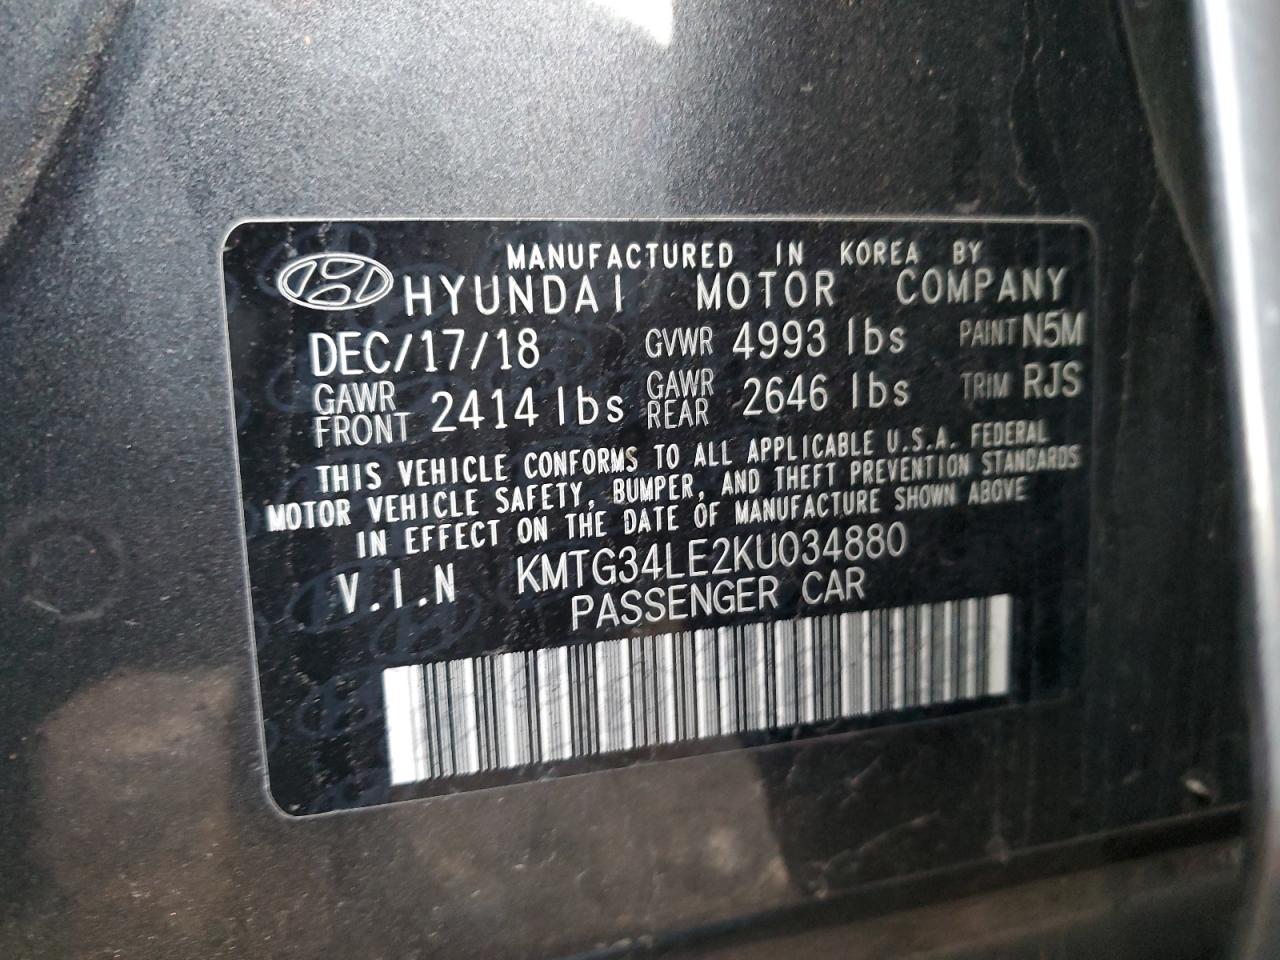 MANUFACTURED IN KOREA BY
HYUNDAI MOTOR COMPANY
DEC/17/18 GVWR 4993 lbs PAINT N5M
GAWR FRONT 2414 lbs GAWR REAR 2646 lbs TRIM RJS
THIS VEHICLE CONFORMS TO ALL APPLICABLE U.S.A. FEDERAL
MOTOR VEHICLE SAFETY, BUMPER, AND THEFT PREVENTION STANDARDS
IN EFFECT ON THE DATE OF MANUFACTURE SHOWN ABOVE
V.I.N KMTG34LE2KU034880
PASSENGER CAR